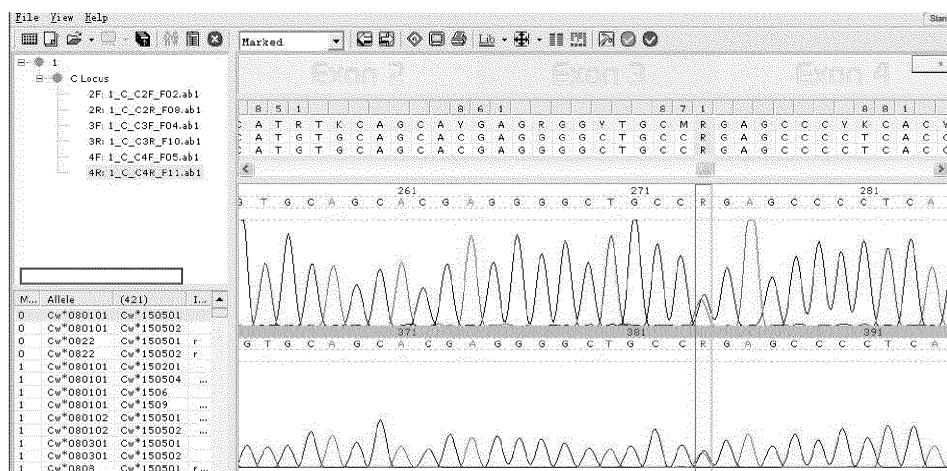 File View Help
Stan
Marked
Lib
1
C Locus
2F: 1_C_C2F_F02.ab1
2R: 1_C_C2R_F08.ab1
3F: 1_C_C3F_F04.ab1
3R: 1_C_C3R_F10.ab1
4F: 1_C_C4F_F05.ab1
4R: 1_C_C4R_F11.ab1
Exon 2 Exon 3 Exon 4
8 5 1 8 6 1 8 7 1 8 8 1
C A T R T K C A G C A Y G A G R G G Y T G C M R G A G C C C Y K C A C Y
C A T G T G C A G C A C G A G G G G C T G C C R G A G C C C C T C A C C
C A T G T G C A G C A C G A G G G G C T G C C R G A G C C C C T C A C C
261 271 281
G T G C A G C A C G A G G G G C T G C C R G A G C C C C T C A
371 381 391
G T G C A G C A C G A G G G G C T G C C R G A G C C C C T C A
M... Allele (421) I...
0 Cw*080101 Cw*150501
0 Cw*080101 Cw*150502
0 Cw*0822 Cw*150501 r
0 Cw*0822 Cw*150502 r
1 Cw*080101 Cw*150201
1 Cw*080101 Cw*150504 ...
1 Cw*080101 Cw*1506
1 Cw*080101 Cw*1509 ...
1 Cw*080102 Cw*150501 ...
1 Cw*080102 Cw*150502 ...
1 Cw*080301 Cw*150501
1 Cw*080301 Cw*150502
1 Cw*0808 Cw*150501 r...